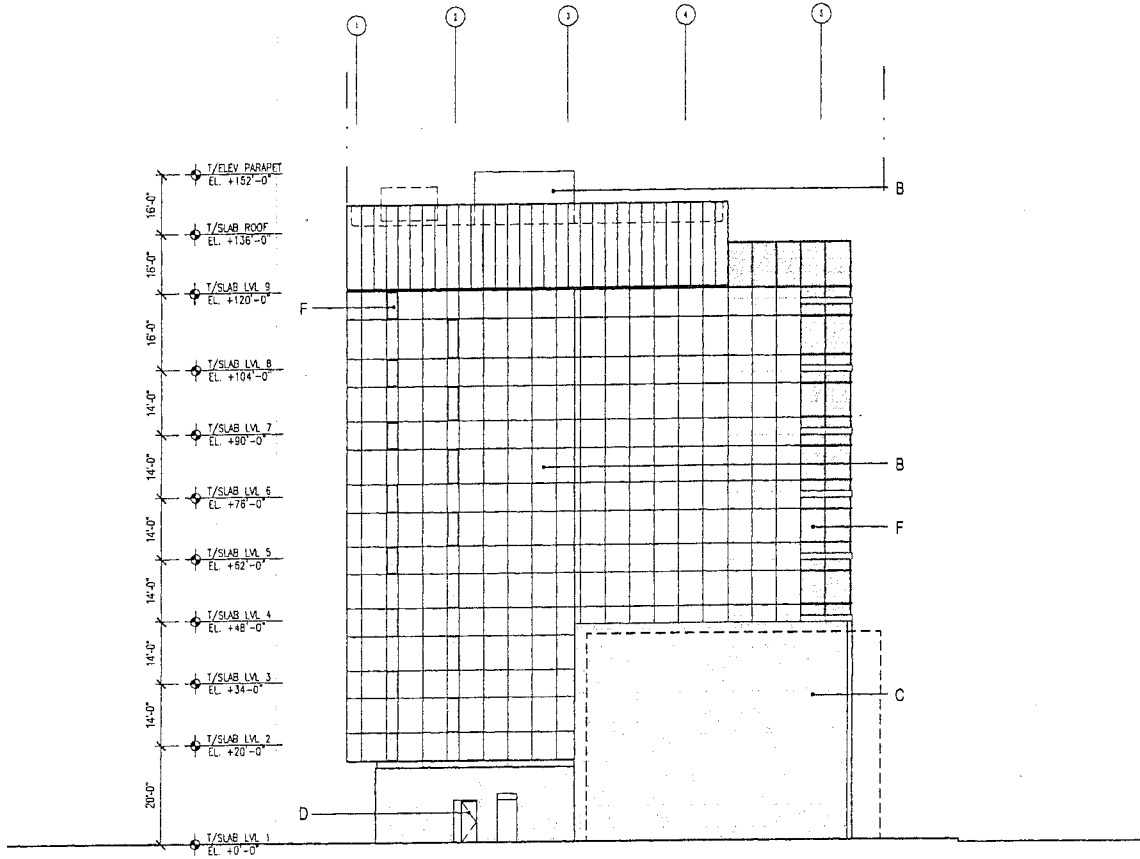 1 2 3 4 5
T/ELEV PARAPET
EL. +152'-0"
B
16'-0"
T/SLAB ROOF
EL. +136'-0"
16'-0"
T/SLAB LVL 9
EL. +120'-0"
F
16'-0"
T/SLAB LVL 8
EL. +104'-0"
14'-0"
T/SLAB LVL 7
EL. +90'-0"
B
14'-0"
T/SLAB LVL 6
EL. +76'-0"
F
14'-0"
T/SLAB LVL 5
EL. +62'-0"
14'-0"
T/SLAB LVL 4
EL. +48'-0"
14'-0"
T/SLAB LVL 3
EL. +34-0"
C
14'-0"
T/SLAB LVL 2
EL. +20'-0"
20'-0"
D
T/SLAB LVL 1
EL. +0'-0"